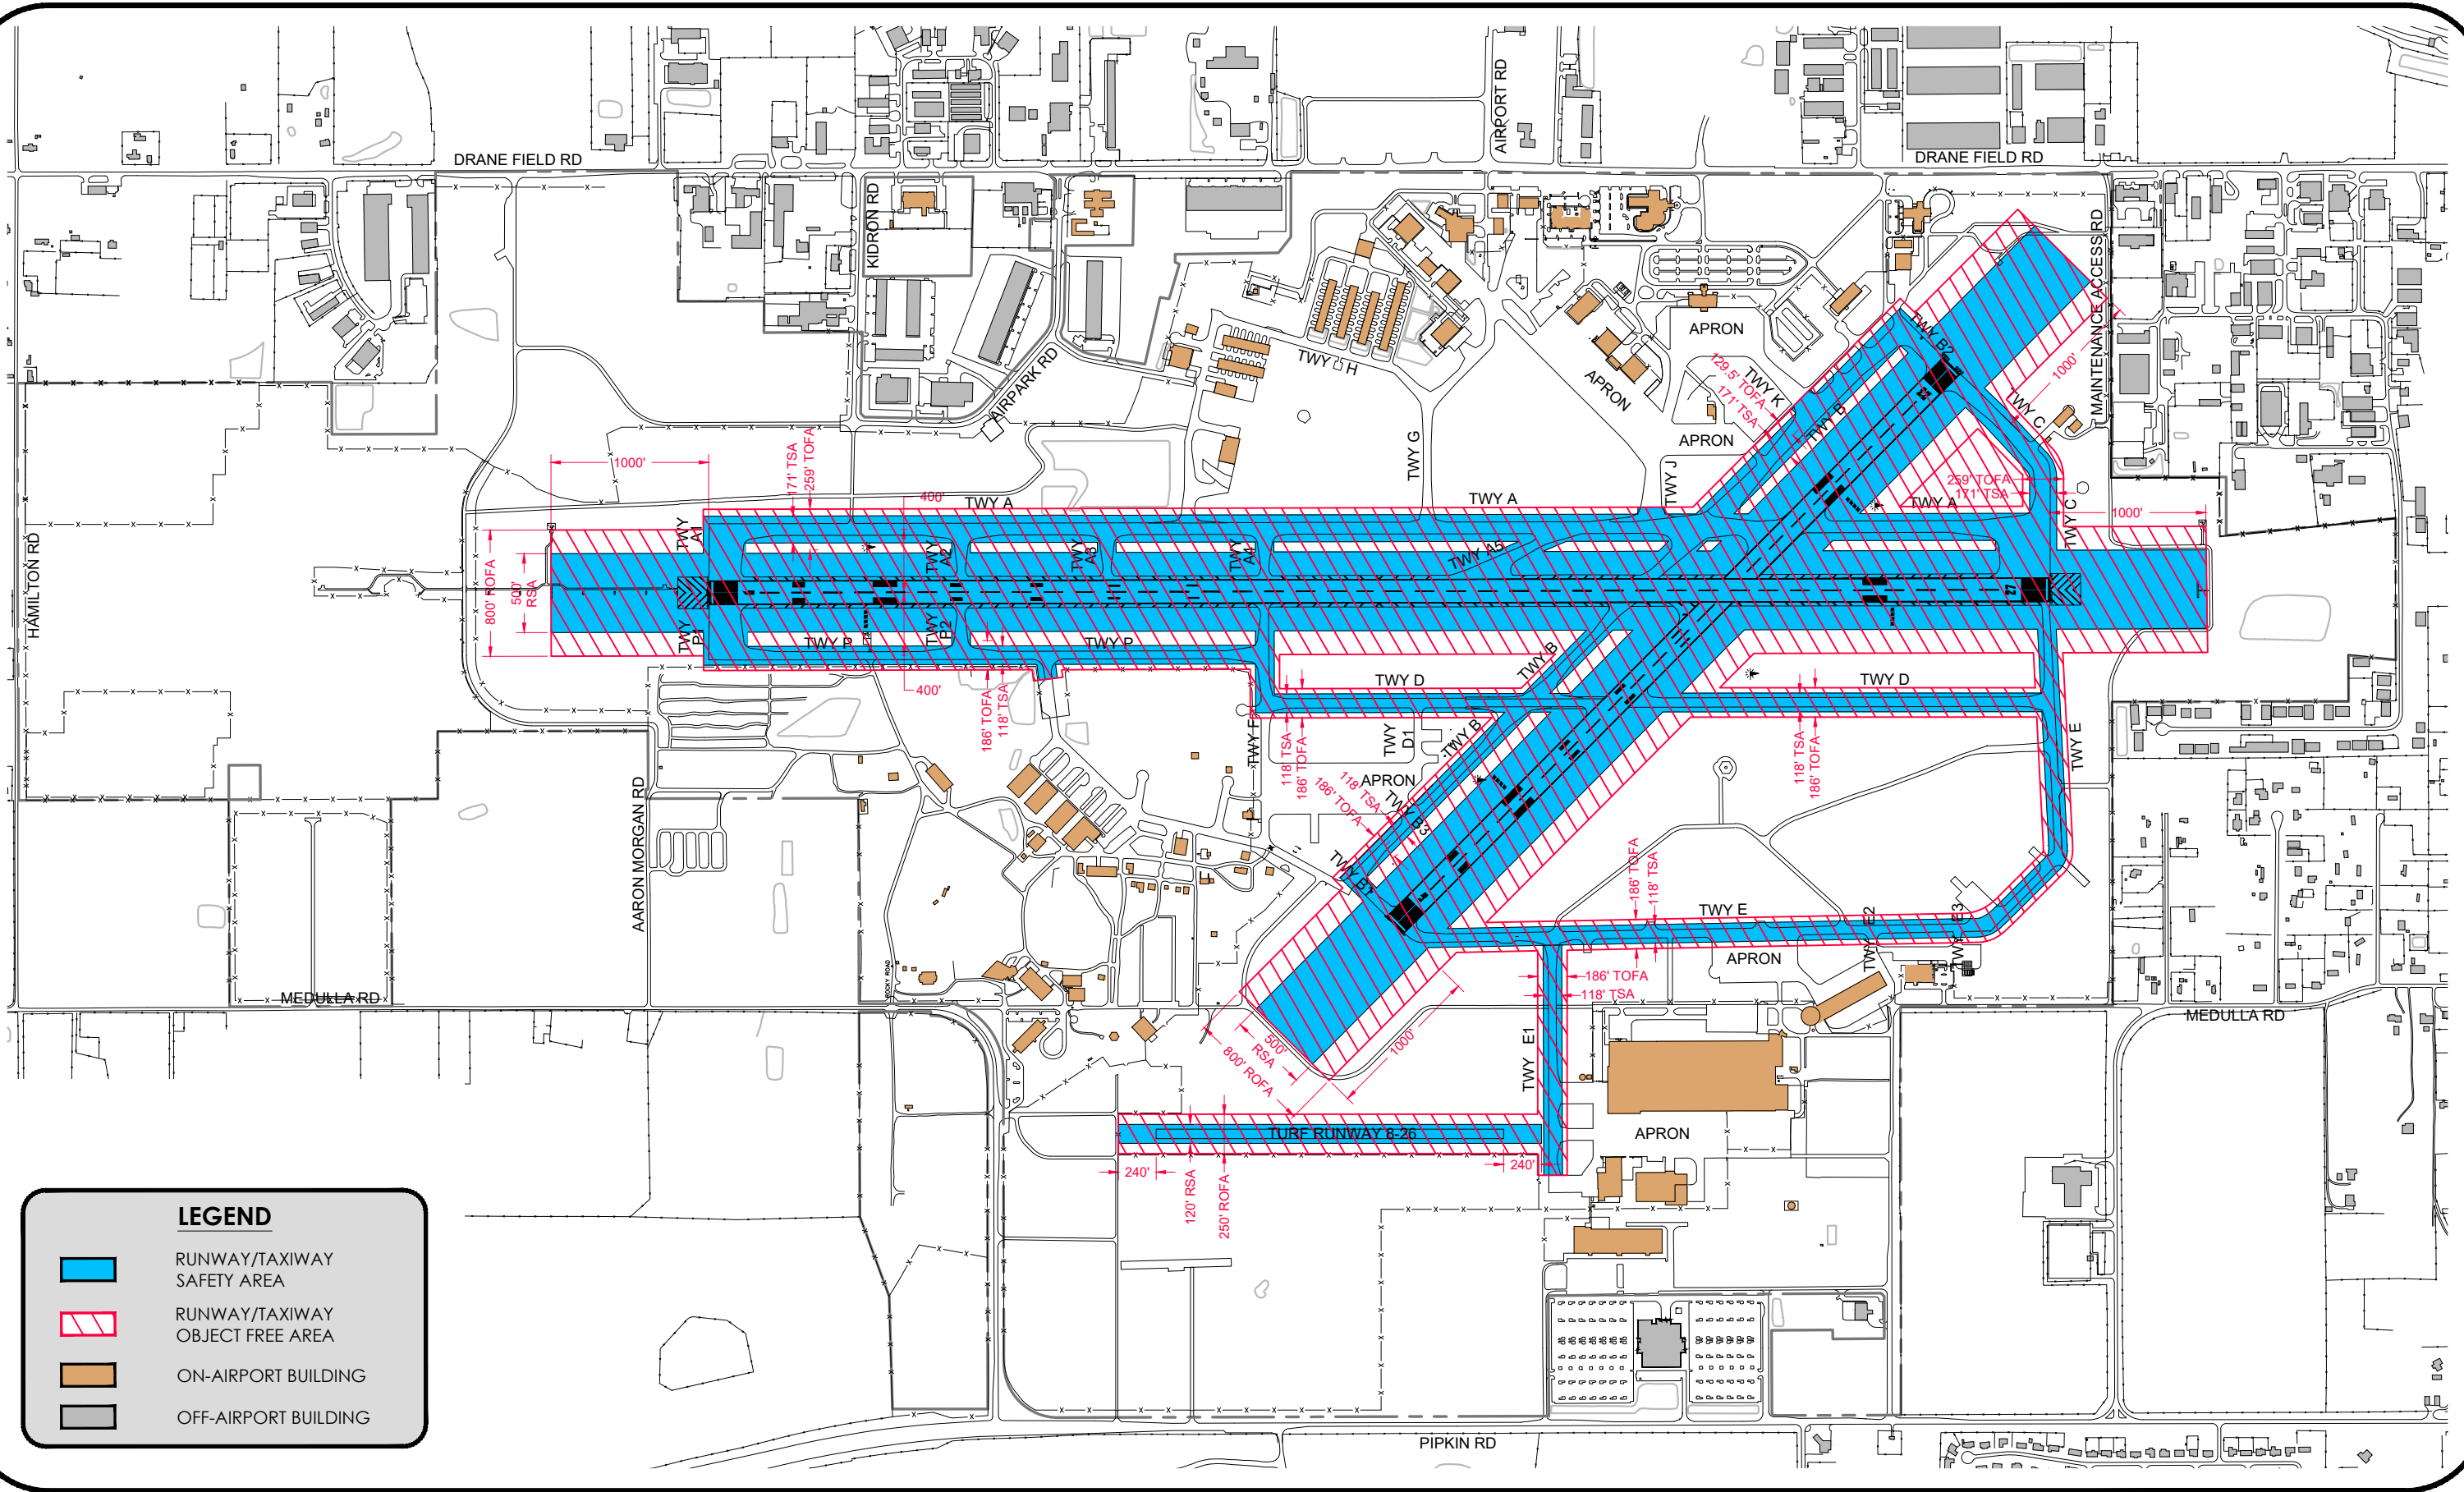 AIRPORT RD
DRANE FIELD RD
DRANE FIELD RD
KIDRON RD
MAINTENANCE ACCESS RD
APRON
TWY B2
1000'
TWY □ H
129.5' TOFA
171' TSA
TWY K
APRON
AIRPARK RD
TWY C
TWY B
APRON
TWY G
1000'
171' TSA
259' TOFA
TWY J
259' TOFA
171' TSA
400'
TWY A
TWY A
TWY A
TWY C
1000'
HAMILTON RD
TWY
A1
TWY
A2
TWY
A3
TWY
A4
TWY A5
800' ROFA
500'
RSA
27
TWY
P1
TWY P
TWY
P2
TWY P
TWY B
400'
186' TOFA
118' TSA
TWY D
TWY D
TWY F
118' TSA
186' TOFA
TWY
D1
TWY B
118' TSA
186' TOFA
TWY E
APRON
118' TSA
186' TOFA
TWY B3
AARON MORGAN RD
TWY B1
186' TOFA
118' TSA
TWY E
TWY E2
TWY E3
APRON
ROCKY ROAD
186' TOFA
118' TSA
MEDULLA RD
MEDULLA RD
500'
RSA
800' ROFA
1000'
TWY E1
TURF RUNWAY 8-26
APRON
240'
240'
120' RSA
250' ROFA
LEGEND
RUNWAY/TAXIWAY
SAFETY AREA
RUNWAY/TAXIWAY
OBJECT FREE AREA
ON-AIRPORT BUILDING
OFF-AIRPORT BUILDING
PIPKIN RD